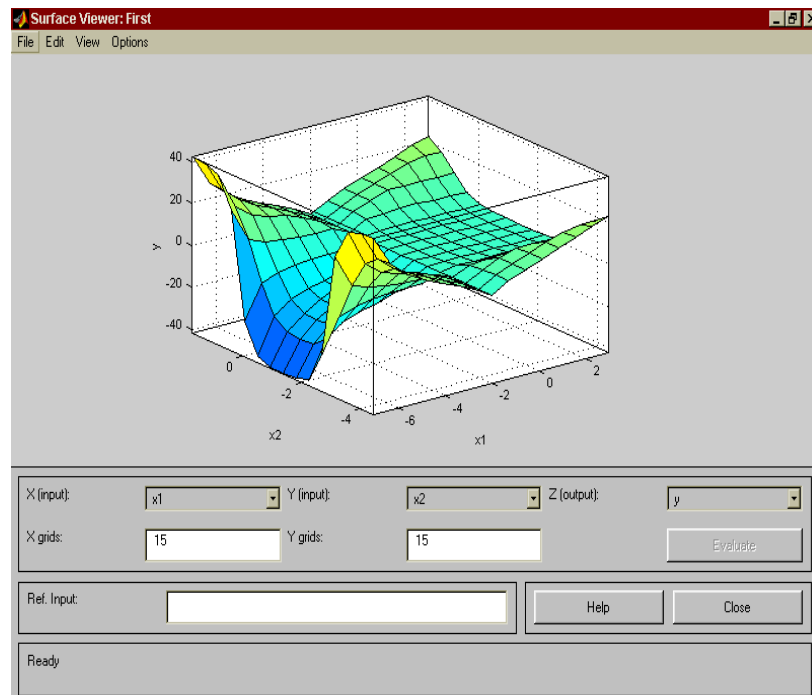 Surface Viewer: First
File Edit View Options
40
20
0
-20
-40
y
0
-2
-4
x2
-6
-4
-2
0
2
x1
X (input): x1 Y (input): x2 Z (output): y
X grids: 15 Y grids: 15 Evaluate
Ref. Input: Help Close
Ready